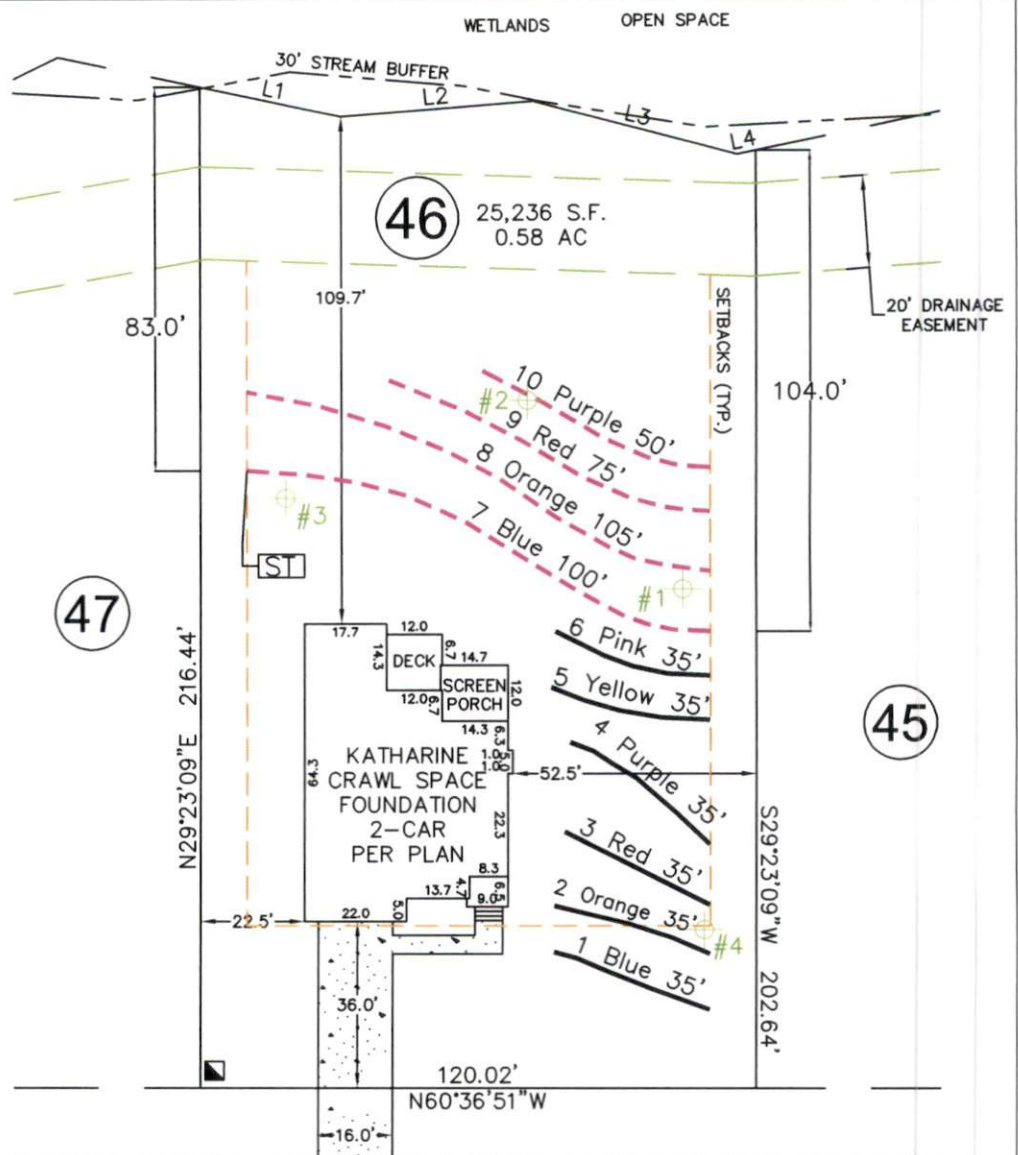 WETLANDS
OPEN SPACE
30' STREAM BUFFER
L1
L2
L3
L4
46
25,236 S.F.
0.58 AC
109.7'
83.0'
SETBACKS (TYP.)
20' DRAINAGE
EASEMENT
104.0'
10 Purple 50'
#2
9 Red 75'
8 Orange 105'
7 Blue 100'
#3
ST
#1
47
6 Pink 35'
5 Yellow 35'
4 Purple 35'
3 Red 35'
2 Orange 35'
1 Blue 35'
#4
45
17.7
12.0
14.3
DECK
6.7
14.7
SCREEN
PORCH
12.0
12.0
6.7
14.3
6.3
1.0
5.0
1.0
52.5'
KATHARINE
CRAWL SPACE
FOUNDATION
2-CAR
PER PLAN
64.3
22.3
8.3
4.7
6.5
13.7
9.0
5.0
22.0
22.5'
36.0'
N29°23'09"E 216.44'
S29°23'09"W 202.64'
120.02'
N60°36'51"W
16.0'